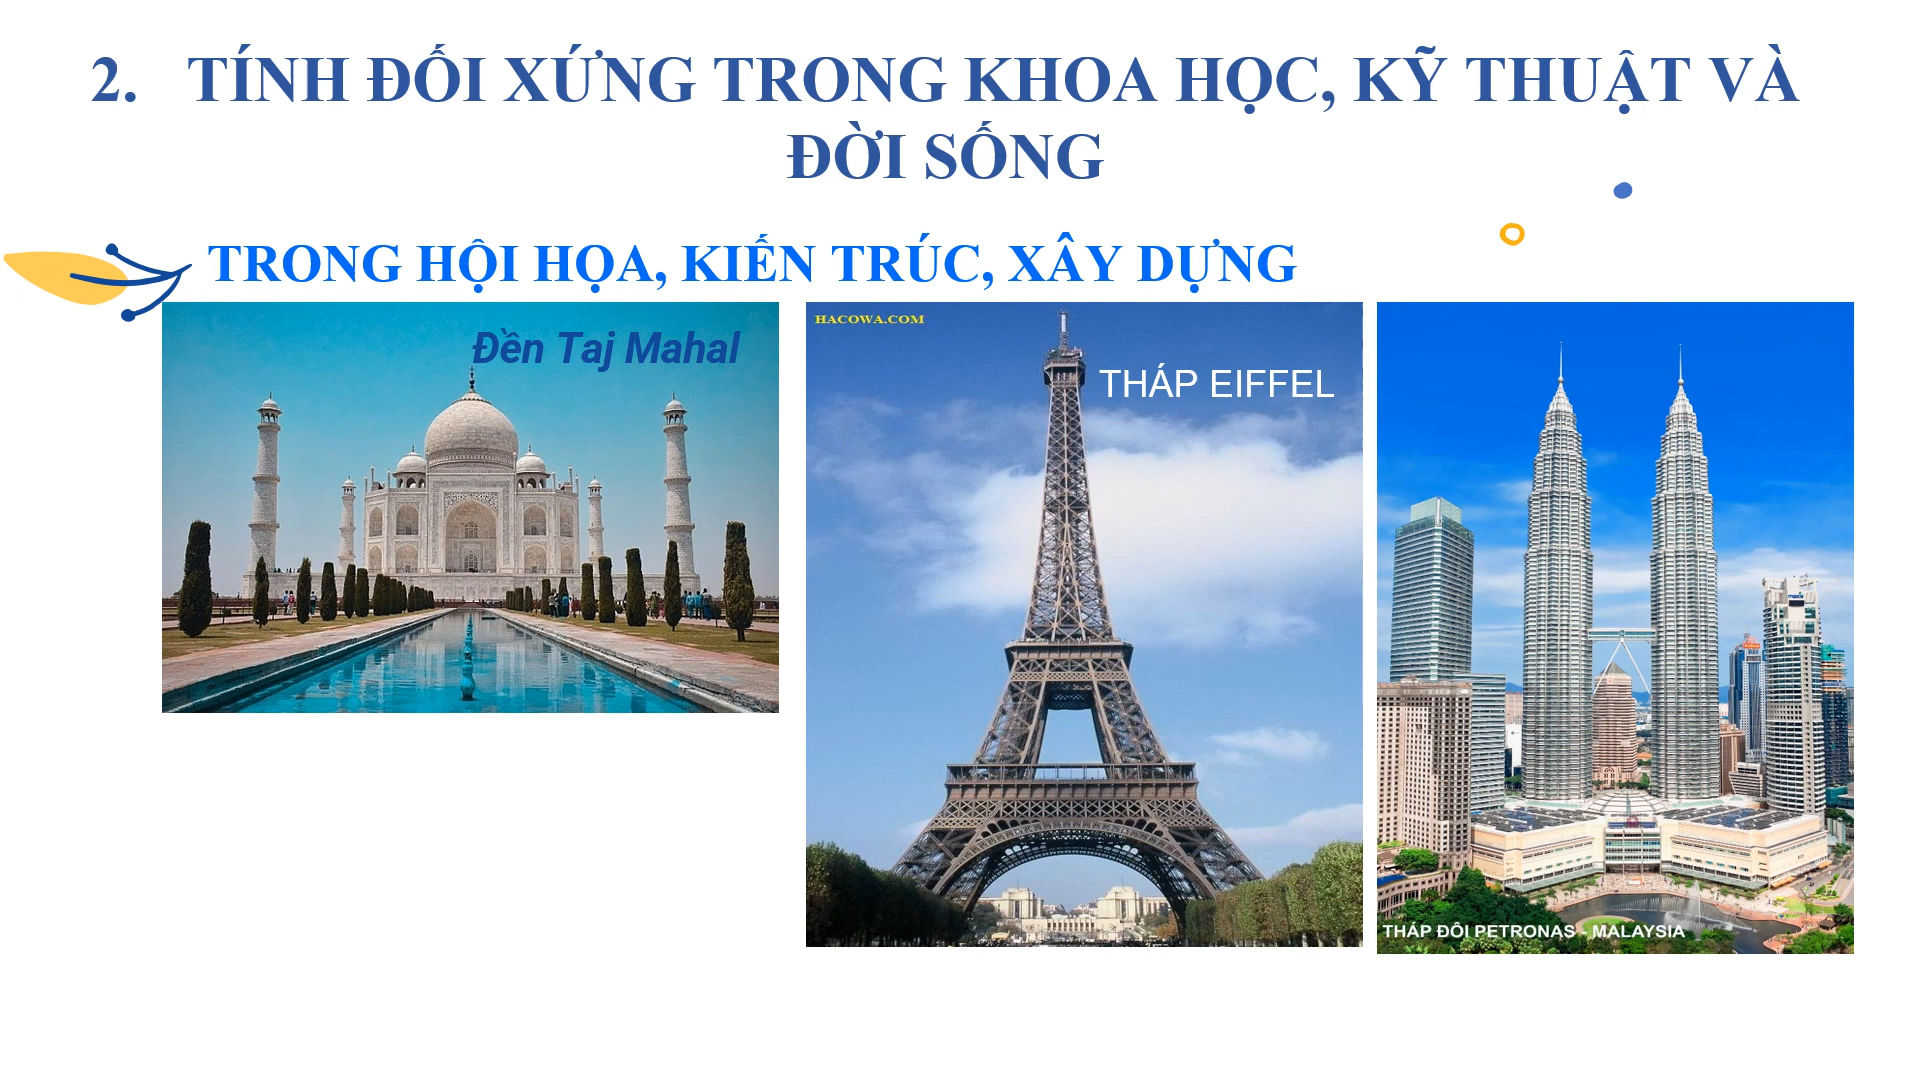 2. TÍNH ĐỐI XỨNG TRONG KHOA HỌC, KỸ THUẬT VÀ
ĐỜI SỐNG
TRONG HỘI HỌA, KIẾN TRÚC, XÂY DỰNG
Đền Taj Mahal
HACOWA.COM
THÁP EIFFEL
THÁP ĐÔI PETRONAS - MALAYSIA